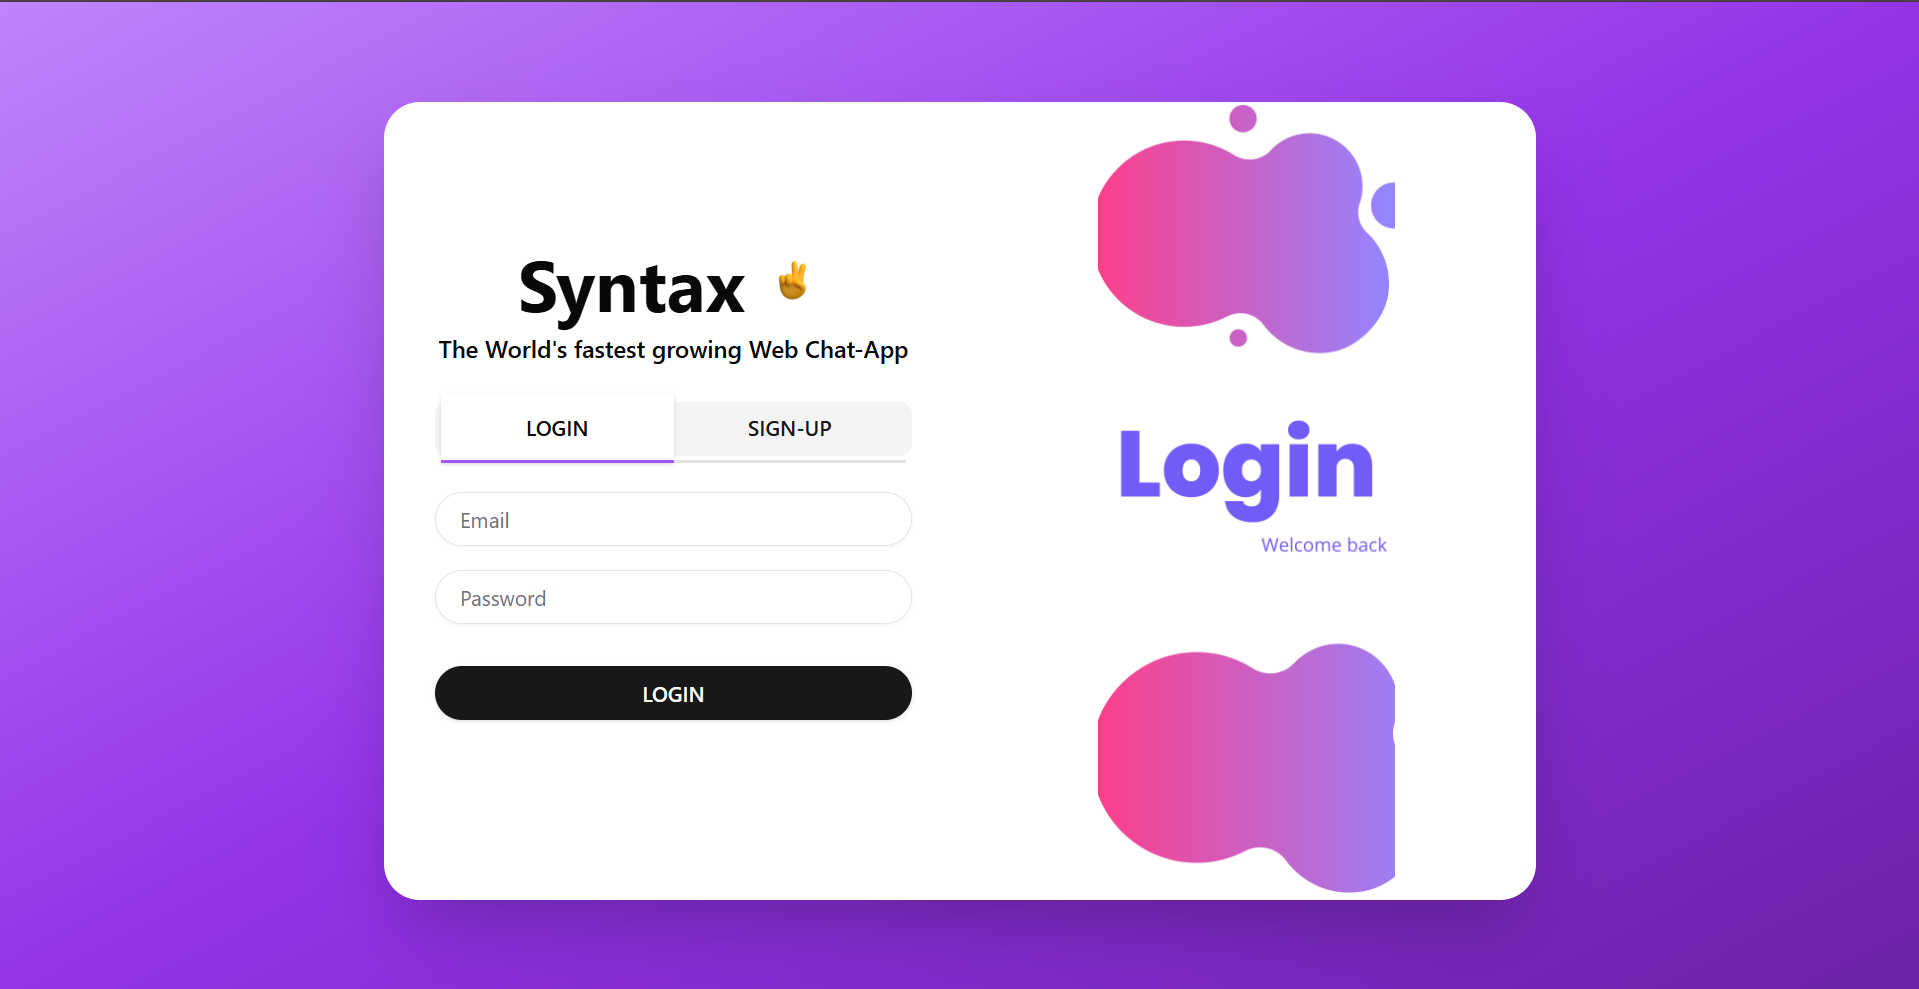 Syntax ✌
The World's fastest growing Web Chat-App
LOGIN SIGN-UP
Email
Password
LOGIN
Login
Welcome back